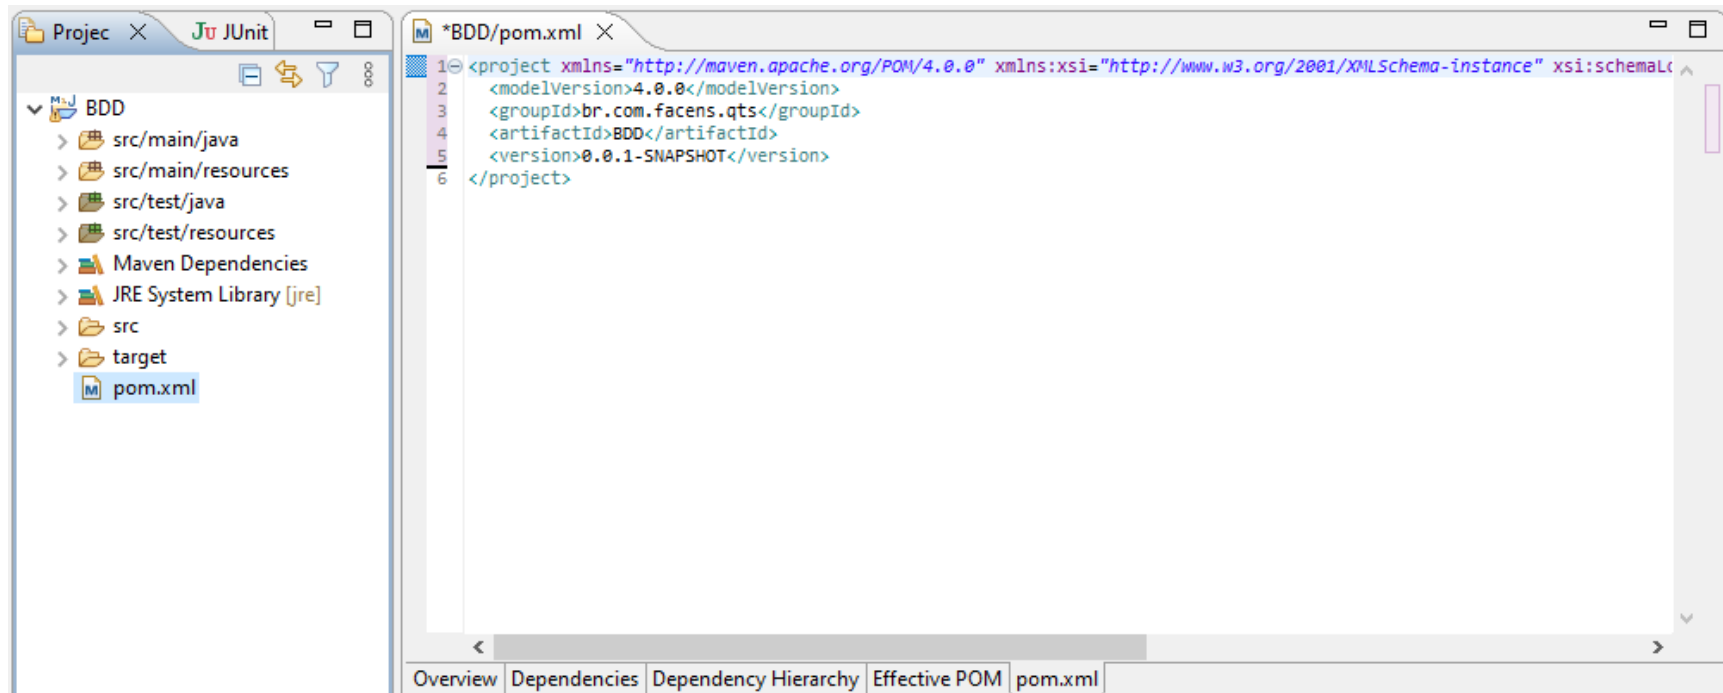 Projec
JUnit
BDD
src/main/java
src/main/resources
src/test/java
src/test/resources
Maven Dependencies
JRE System Library [jre]
src
target
pom.xml
*BDD/pom.xml
1 <project xmlns="http://maven.apache.org/POM/4.0.0" xmlns:xsi="http://www.w3.org/2001/XMLSchema-instance" xsi:schemaLo
2 <modelVersion>4.0.0</modelVersion>
3 <groupId>br.com.facens.qts</groupId>
4 <artifactId>BDD</artifactId>
5 <version>0.0.1-SNAPSHOT</version>
6 </project>
Overview Dependencies Dependency Hierarchy Effective POM pom.xml